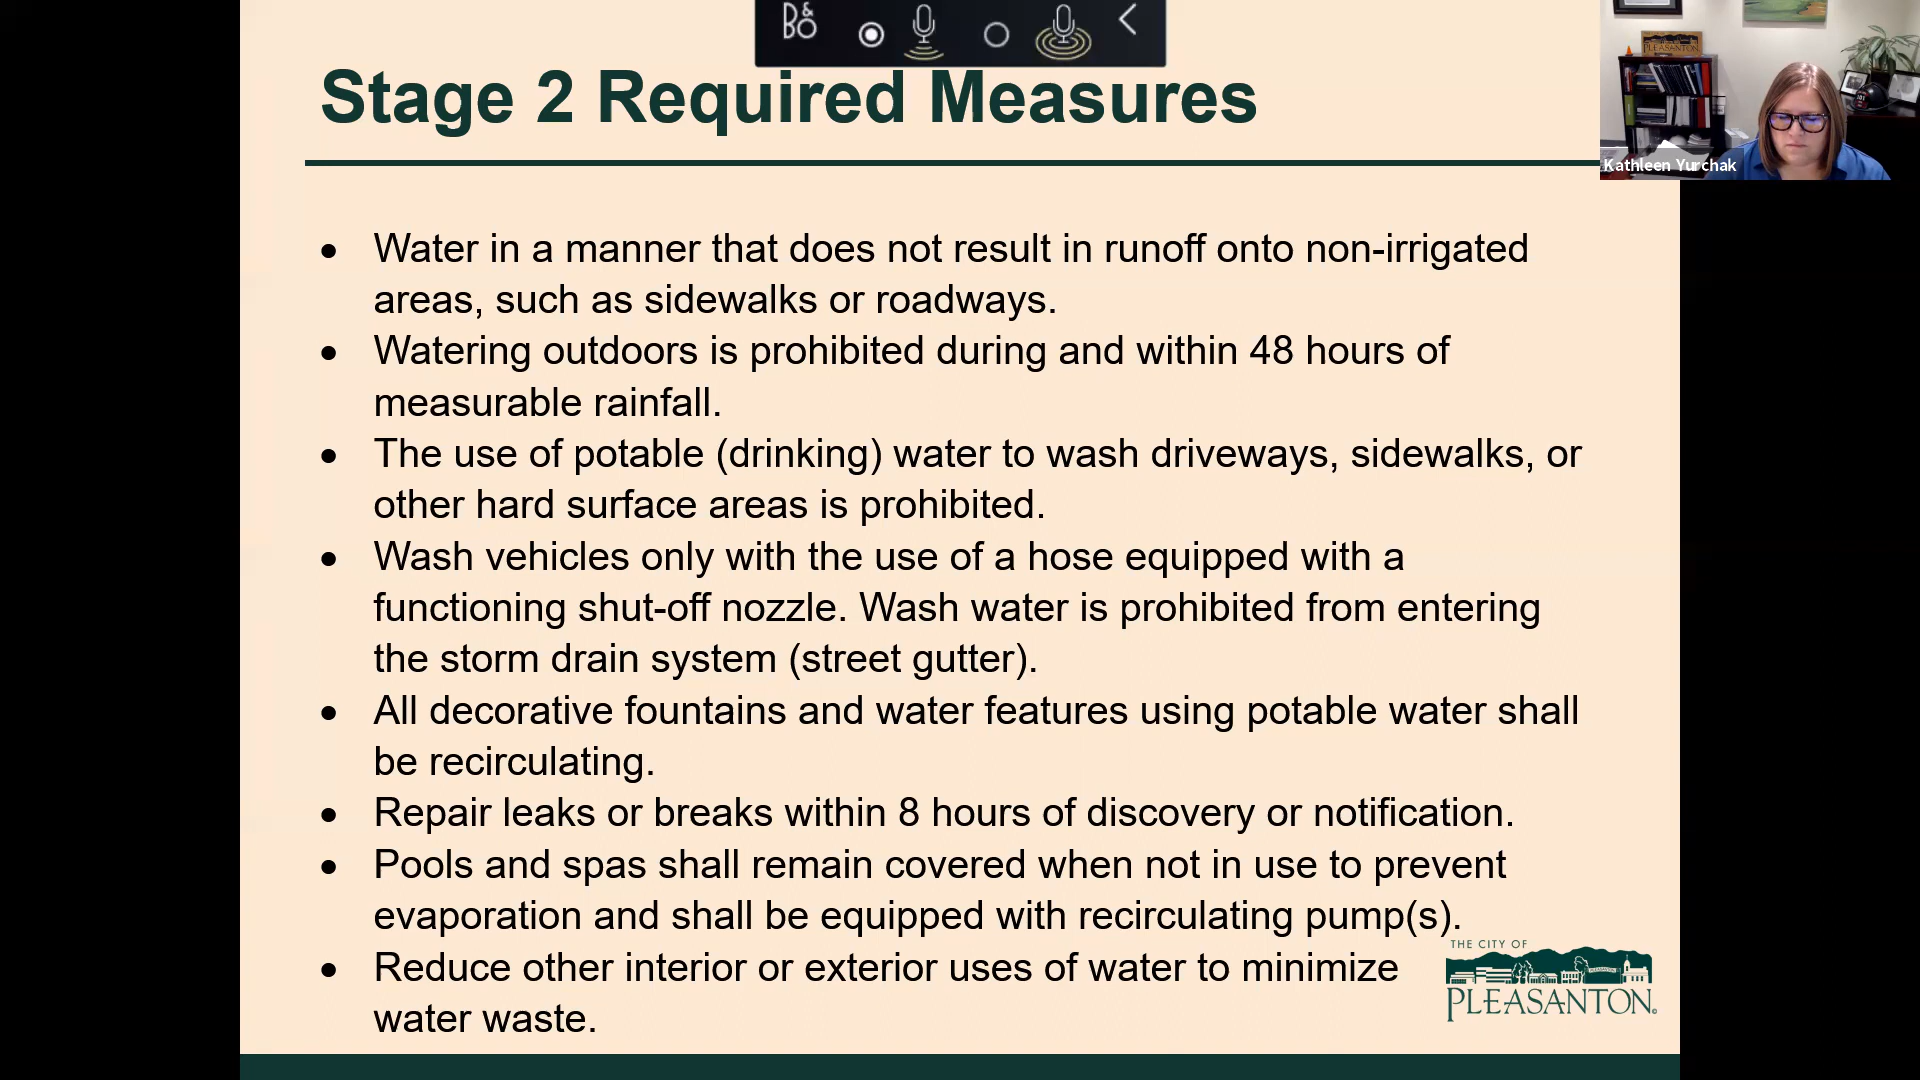 B&O
Stage 2 Required Measures
PLEASANTON
Kathleen Yurchak
• Water in a manner that does not result in runoff onto non-irrigated
areas, such as sidewalks or roadways.
• Watering outdoors is prohibited during and within 48 hours of
measurable rainfall.
• The use of potable (drinking) water to wash driveways, sidewalks, or
other hard surface areas is prohibited.
• Wash vehicles only with the use of a hose equipped with a
functioning shut-off nozzle. Wash water is prohibited from entering
the storm drain system (street gutter).
• All decorative fountains and water features using potable water shall
be recirculating.
• Repair leaks or breaks within 8 hours of discovery or notification.
• Pools and spas shall remain covered when not in use to prevent
evaporation and shall be equipped with recirculating pump(s).
• Reduce other interior or exterior uses of water to minimize
water waste.
THE CITY OF
PLEASANTON